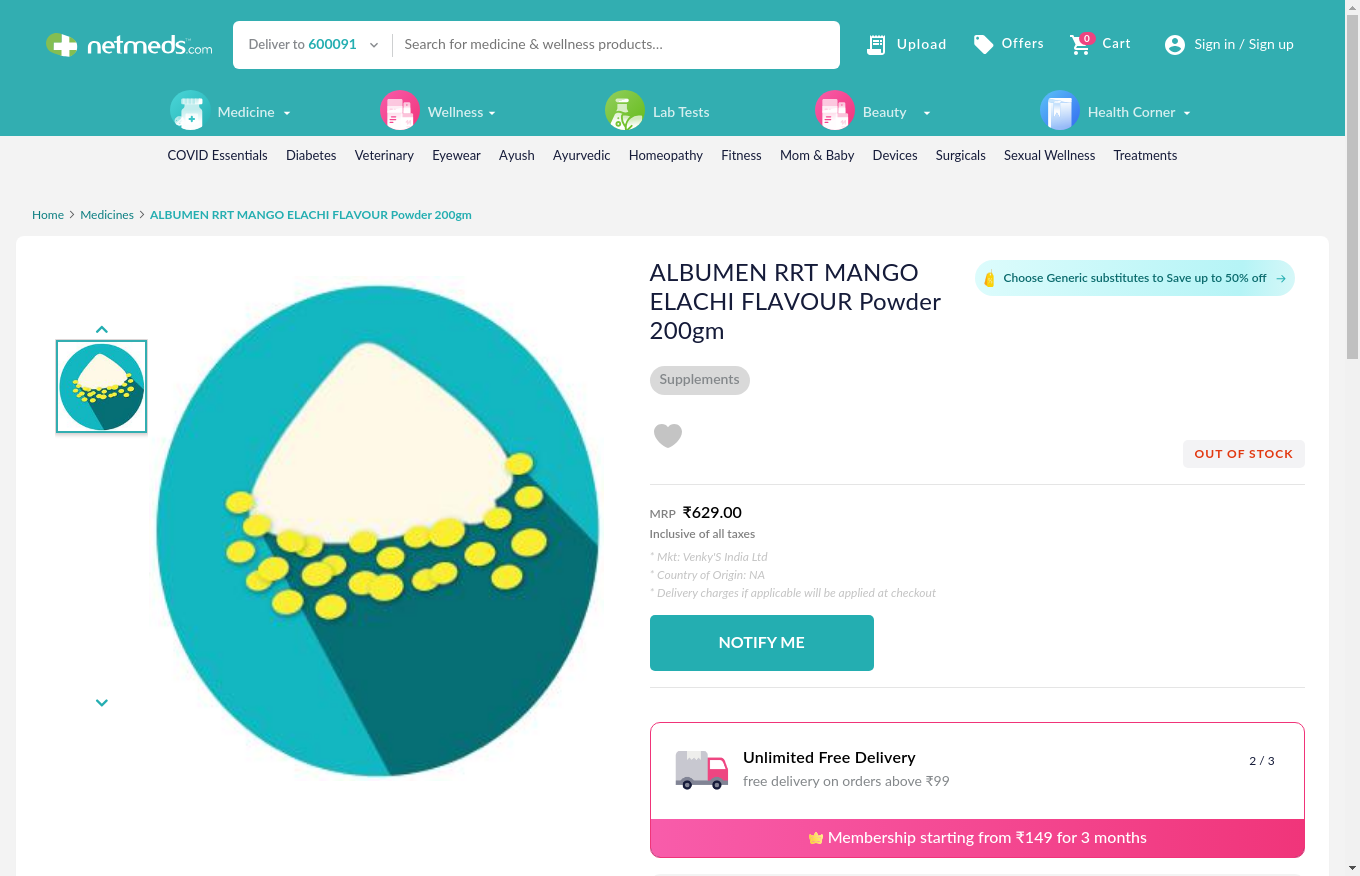 netmeds.com
Deliver to 600091
Search for medicine & wellness products...
Upload
Offers
0
Cart
Sign in / Sign up
Medicine
Wellness
Lab Tests
Beauty
Health Corner
COVID Essentials Diabetes Veterinary Eyewear Ayush Ayurvedic Homeopathy Fitness Mom & Baby Devices Surgicals Sexual Wellness Treatments
Home > Medicines > ALBUMEN RRT MANGO ELACHI FLAVOUR Powder 200gm
ALBUMEN RRT MANGO
ELACHI FLAVOUR Powder
200gm
Choose Generic substitutes to Save up to 50% off →
Supplements
OUT OF STOCK
MRP ₹629.00
Inclusive of all taxes
* Mkt: Venky'S India Ltd
* Country of Origin: NA
* Delivery charges if applicable will be applied at checkout
NOTIFY ME
Unlimited Free Delivery
2 / 3
free delivery on orders above ₹99
Membership starting from ₹149 for 3 months